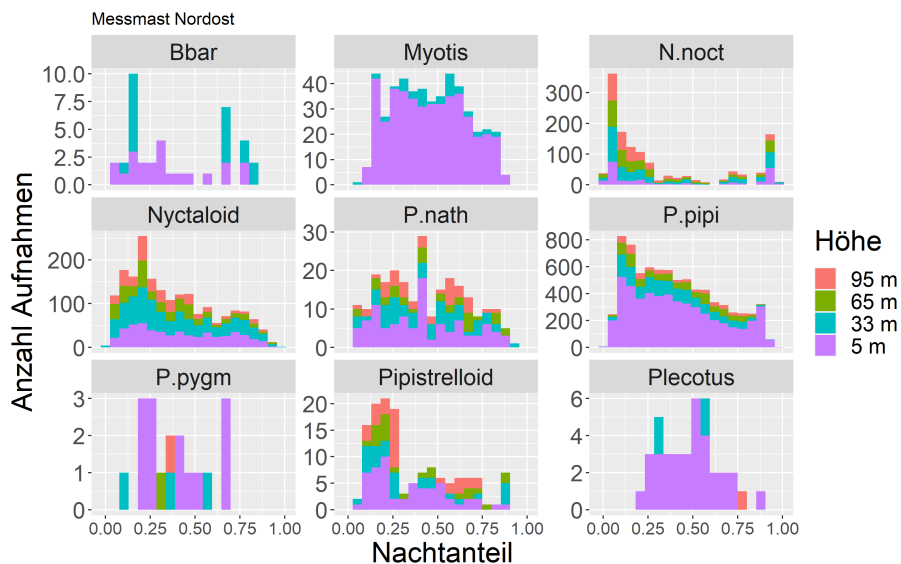 Messmast Nordost
Bbar
Myotis
N.noct
10.0
7.5
5.0
2.5
0.0
40
30
20
10
0
300
200
100
0
Nyctaloid
P.nath
P.pipi
200
100
0
30
20
10
0
800
600
400
200
P.pygm
Pipistrelloid
Plecotus
3
2
1
0
20
15
10
5
0
6
4
2
0
0.00 0.25 0.50 0.75 1.00
0.00 0.25 0.50 0.75 1.00
0.00 0.25 0.50 0.75 1.00
Anzahl Aufnahmen
Nachtanteil
Höhe
95 m
65 m
33 m
5 m